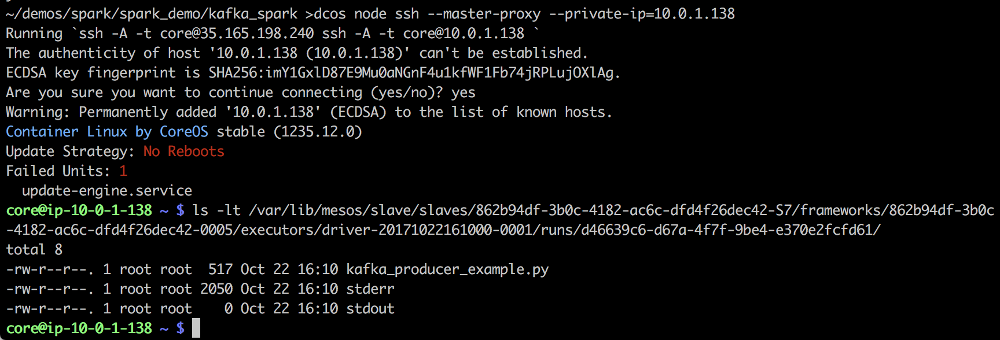 ~/demos/spark/spark_demo/kafka_spark >dcos node ssh --master-proxy --private-ip=10.0.1.138
Running `ssh -A -t core@35.165.198.240 ssh -A -t core@10.0.1.138 `
The authenticity of host '10.0.1.138 (10.0.1.138)' can't be established.
ECDSA key fingerprint is SHA256:imY1GxlD87E9Mu0aNGnF4u1kfWF1Fb74jRPLujOXlAg.
Are you sure you want to continue connecting (yes/no)? yes
Warning: Permanently added '10.0.1.138' (ECDSA) to the list of known hosts.
Container Linux by CoreOS stable (1235.12.0)
Update Strategy: No Reboots
Failed Units: 1
  update-engine.service
core@ip-10-0-1-138 ~ $ ls -lt /var/lib/mesos/slave/slaves/862b94df-3b0c-4182-ac6c-dfd4f26dec42-S7/frameworks/862b94df-3b0c
-4182-ac6c-dfd4f26dec42-0005/executors/driver-20171022161000-0001/runs/d46639c6-d67a-4f7f-9be4-e370e2fcfd61/
total 8
-rw-r--r--. 1 root root  517 Oct 22 16:10 kafka_producer_example.py
-rw-r--r--. 1 root root 2050 Oct 22 16:10 stderr
-rw-r--r--. 1 root root    0 Oct 22 16:10 stdout
core@ip-10-0-1-138 ~ $